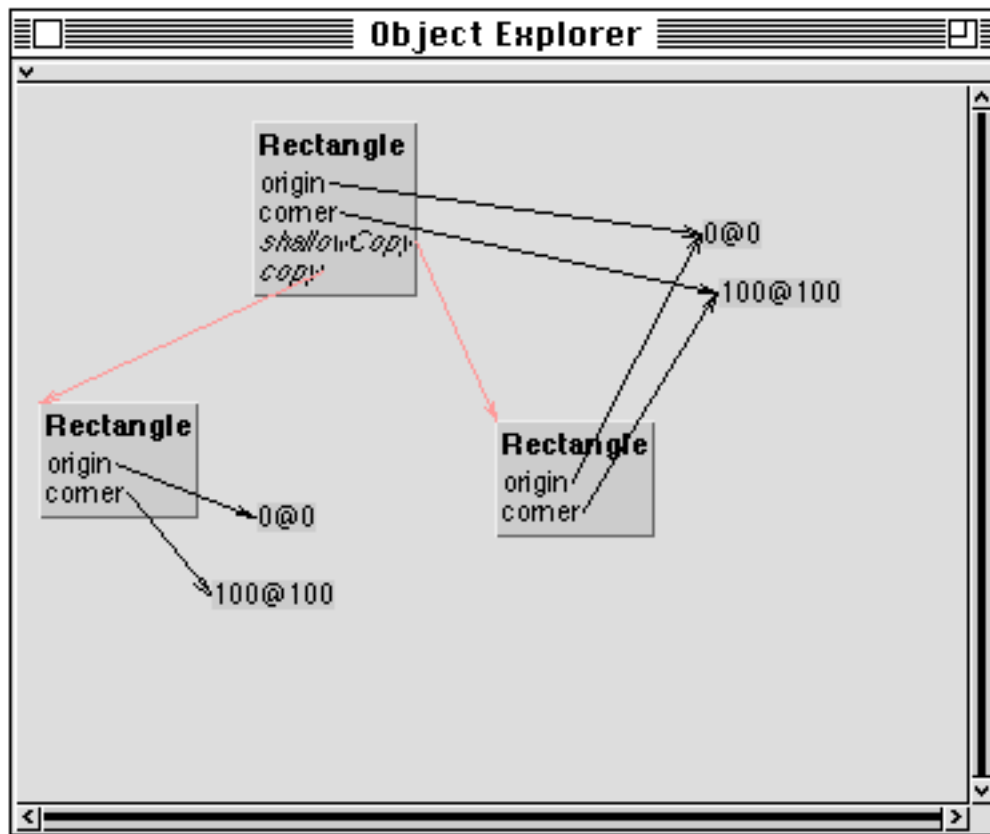 Object Explorer
Rectangle
origin
corner
shallowCopy
copy
0@0
100@100
Rectangle
origin
corner
0@0
100@100
Rectangle
origin
corner